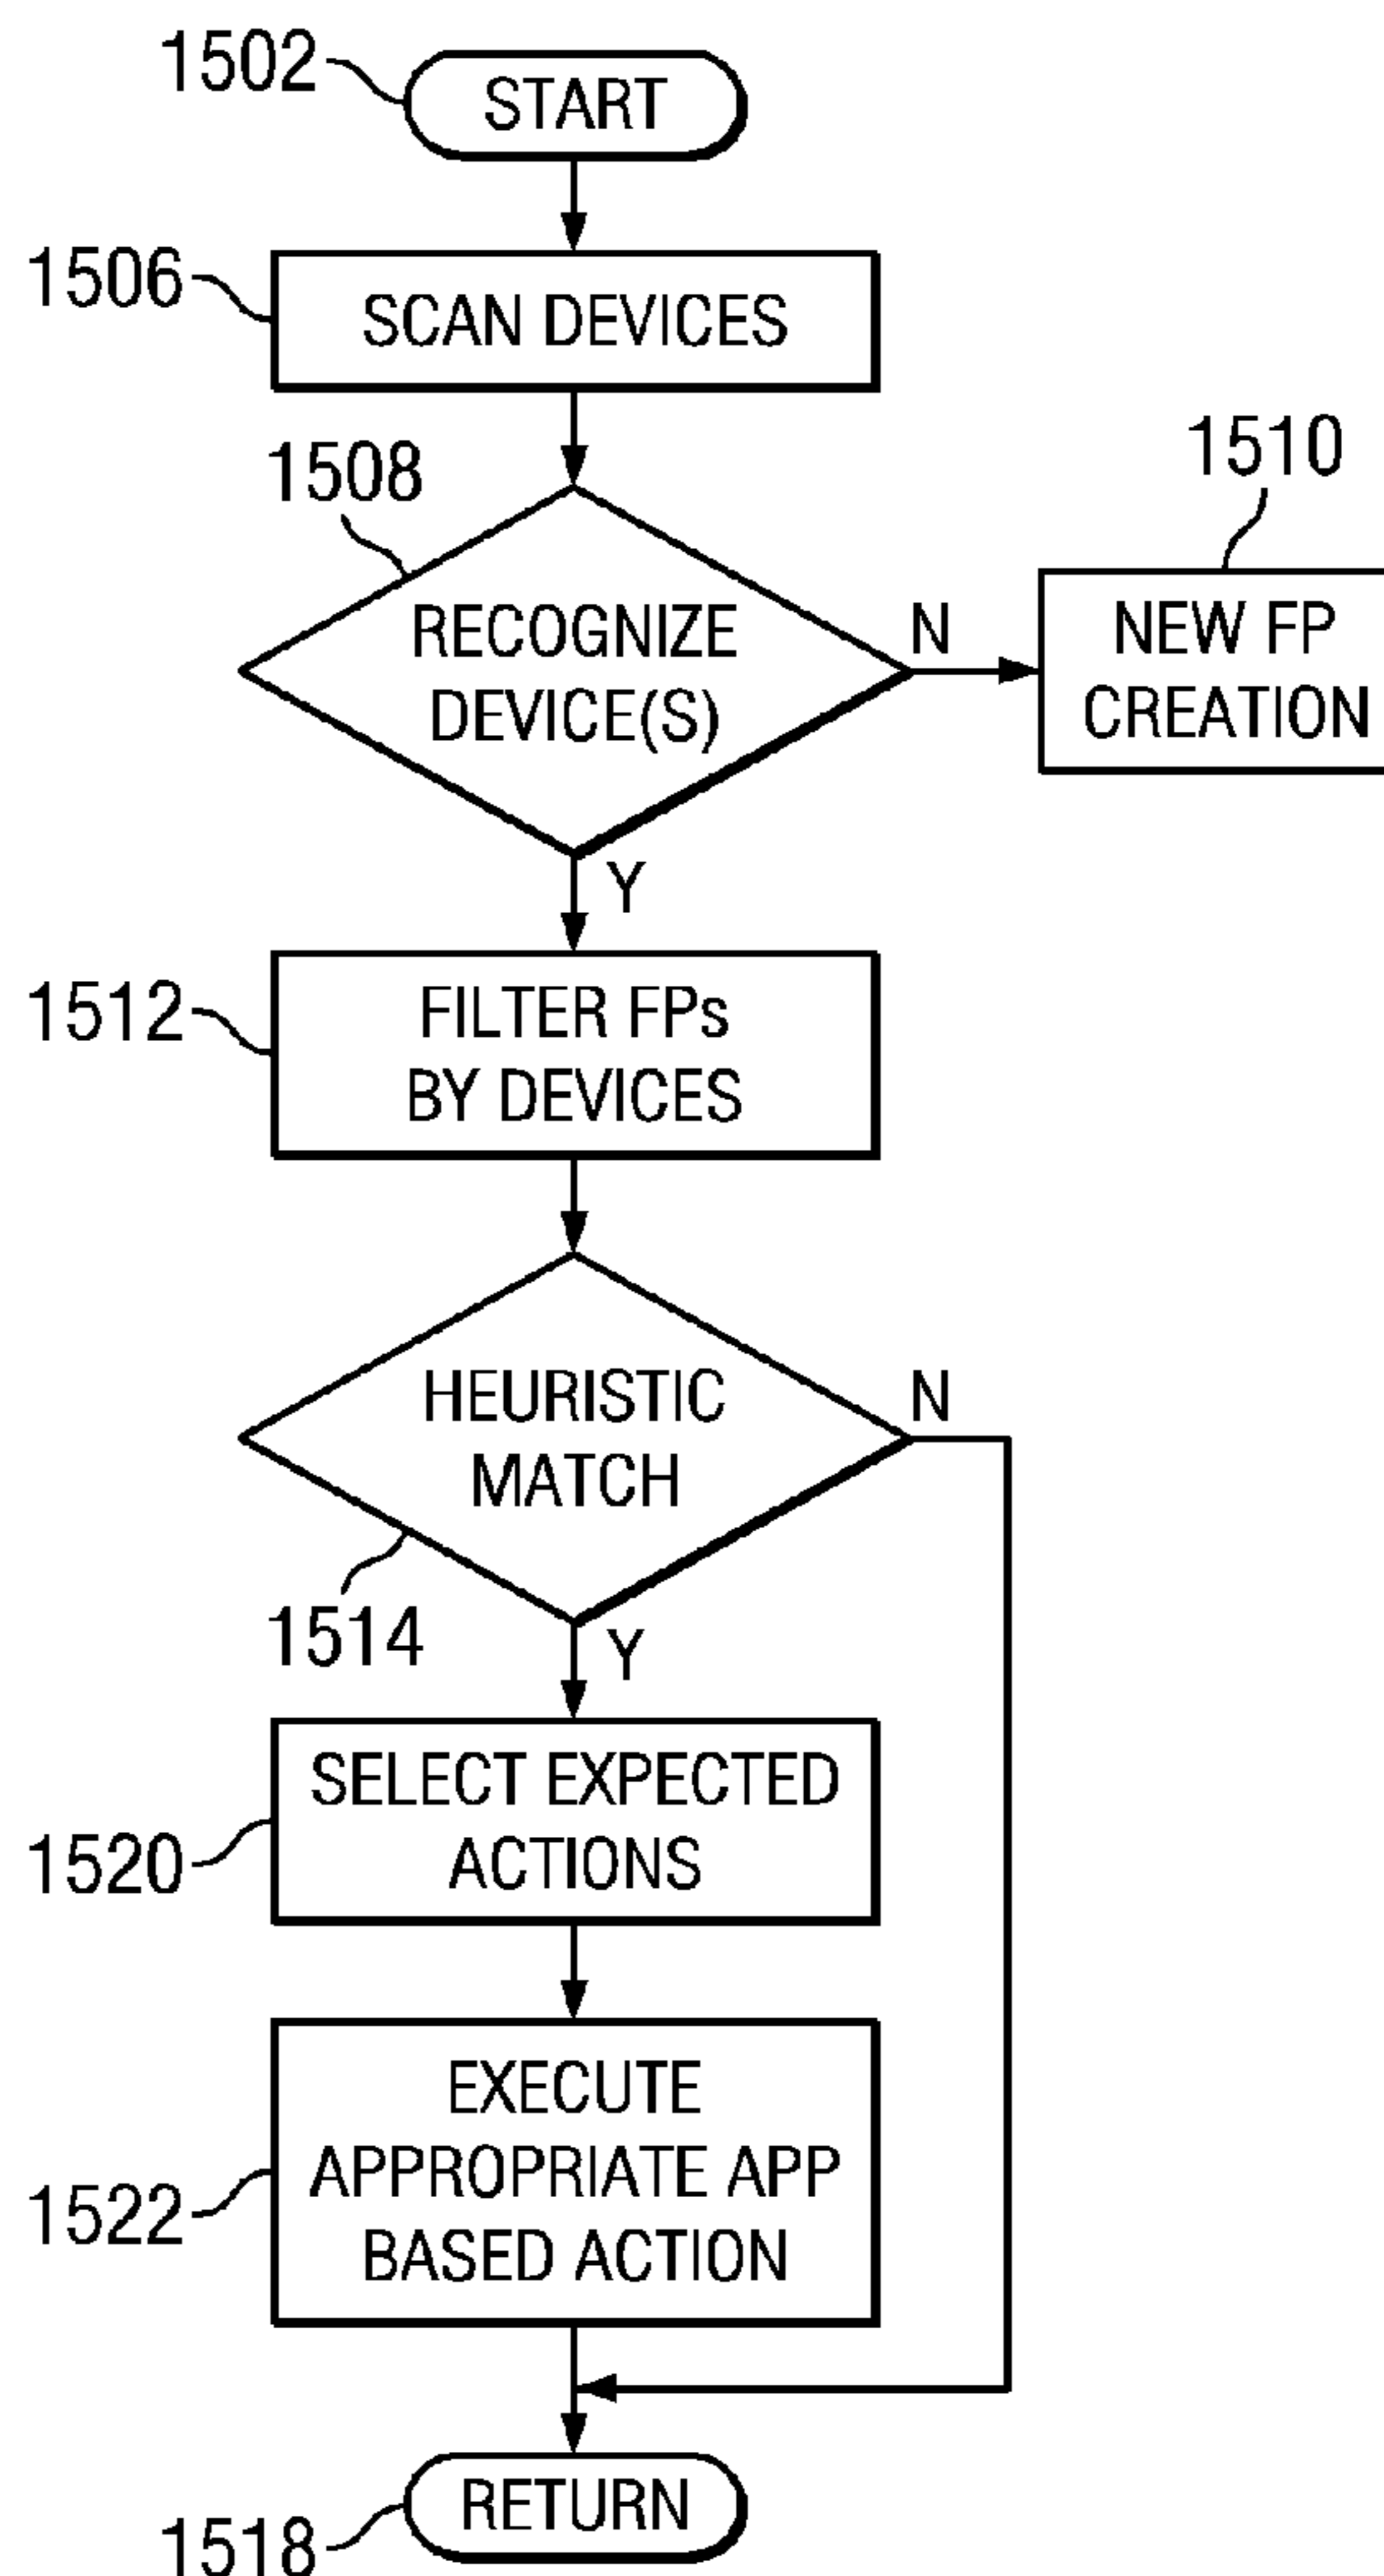 1502
START
1506
SCAN DEVICES
1508
1510
RECOGNIZE
DEVICE(S)
N
NEW FP
CREATION
Y
1512
FILTER FPs
BY DEVICES
HEURISTIC
MATCH
N
1514
Y
SELECT EXPECTED
ACTIONS
1520
EXECUTE
APPROPRIATE APP
BASED ACTION
1522
RETURN
1518